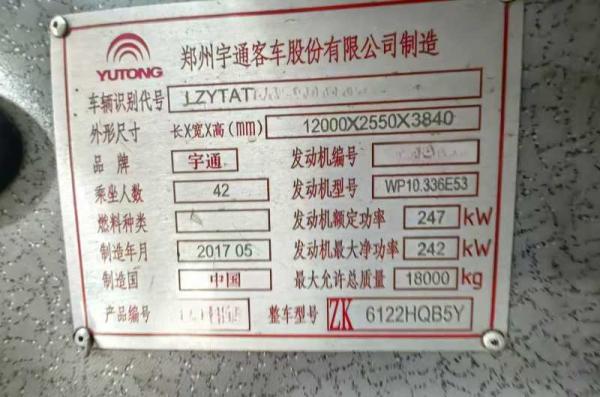 YUTONG
郑州宇通客车股份有限公司制造
车辆识别代号 LZYTAT
外形尺寸 长X宽X高(mm) 12000X2550X3840
品牌 宇通 发动机编号
乘坐人数 42 发动机型号 WP10.336E53
燃料种类 发动机额定功率 247 kW
制造年月 2017 05 发动机最大净功率 242 kW
制造国 中国 最大允许总质量 18000 kg
产品编号 整车型号 ZK 6122HQB5Y